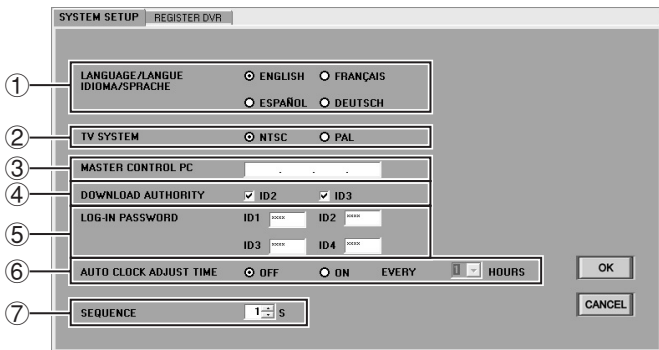 SYSTEM SETUP REGISTER DVR
① LANGUAGE/LANGUE IDIOMA/SPRACHE ENGLISH FRANÇAIS
ESPAÑOL DEUTSCH
② TV SYSTEM NTSC PAL
③ MASTER CONTROL PC . . .
④ DOWNLOAD AUTHORITY ID2 ID3
⑤ LOG-IN PASSWORD ID1 **** ID2 ****
ID3 **** ID4 ****
⑥ AUTO CLOCK ADJUST TIME OFF ON EVERY 1 HOURS
OK
⑦ SEQUENCE 1 S
CANCEL